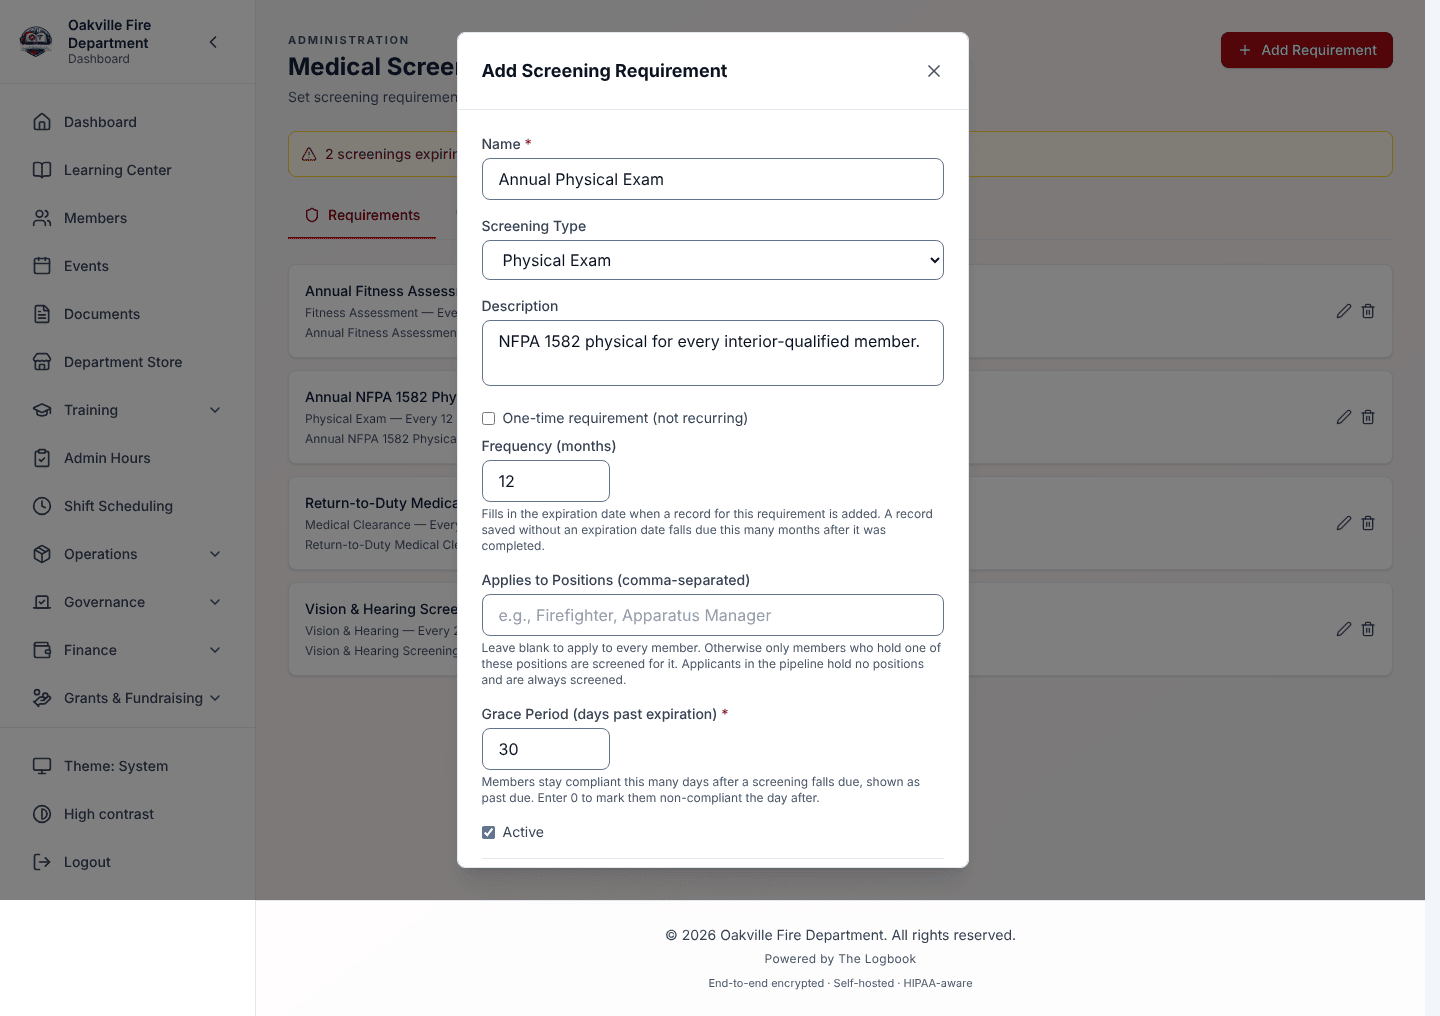 Oakville Fire
Department
Dashboard
Dashboard
Learning Center
Members
Events
Documents
Department Store
Training
Admin Hours
Shift Scheduling
Operations
Governance
Finance
Grants & Fundraising
Theme: System
High contrast
Logout
ADMINISTRATION
Medical Scree
Set screening requiremen
Add Requirement
2 screenings expirin
Requirements
Annual Fitness Assess
Fitness Assessment — Eve
Annual Fitness Assessmen
Annual NFPA 1582 Phy
Physical Exam — Every 12
Annual NFPA 1582 Physica
Return-to-Duty Medica
Medical Clearance — Ever
Return-to-Duty Medical Cle
Vision & Hearing Scree
Vision & Hearing — Every 2
Vision & Hearing Screening
Add Screening Requirement
Name *
Annual Physical Exam
Screening Type
Physical Exam
Description
NFPA 1582 physical for every interior-qualified member.
One-time requirement (not recurring)
Frequency (months)
12
Fills in the expiration date when a record for this requirement is added. A record
saved without an expiration date falls due this many months after it was
completed.
Applies to Positions (comma-separated)
e.g., Firefighter, Apparatus Manager
Leave blank to apply to every member. Otherwise only members who hold one of
these positions are screened for it. Applicants in the pipeline hold no positions
and are always screened.
Grace Period (days past expiration) *
30
Members stay compliant this many days after a screening falls due, shown as
past due. Enter 0 to mark them non-compliant the day after.
Active
© 2026 Oakville Fire Department. All rights reserved.
Powered by The Logbook
End-to-end encrypted · Self-hosted · HIPAA-aware